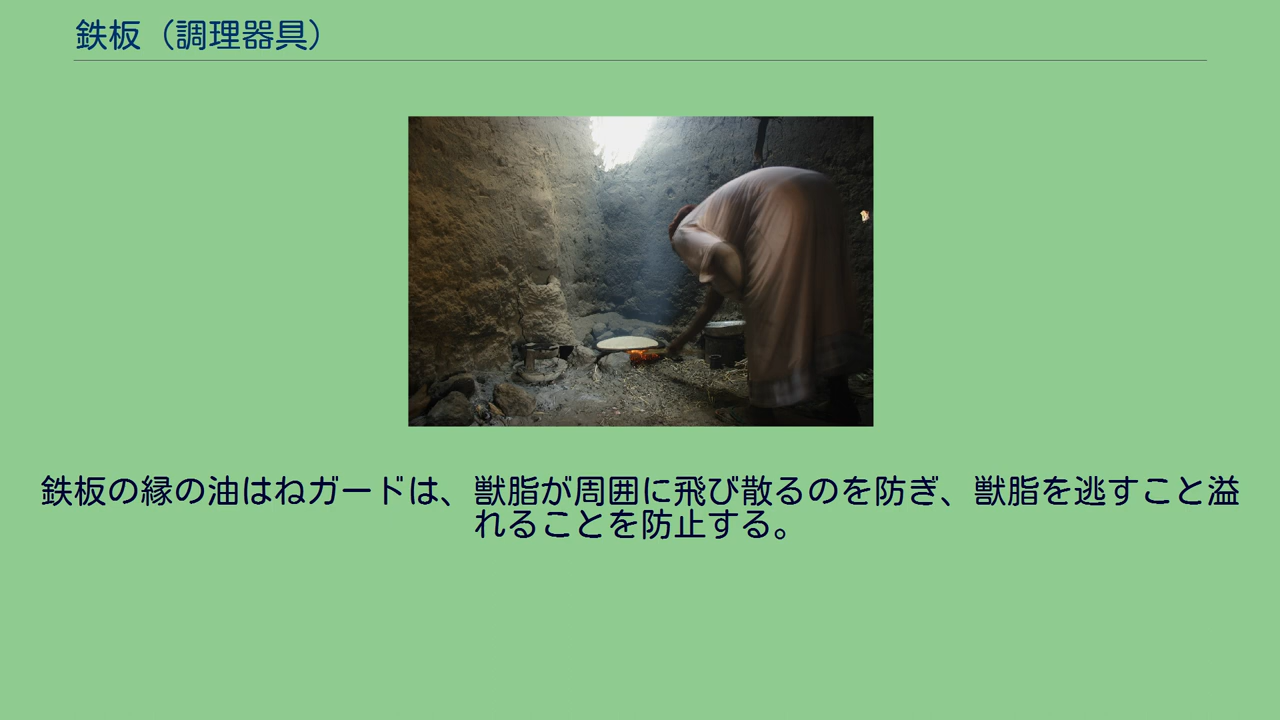 鉄板（調理器具）
鉄板の縁の油はねガードは、獣脂が周囲に飛び散るのを防ぎ、獣脂を逃すこと溢
れることを防止する。